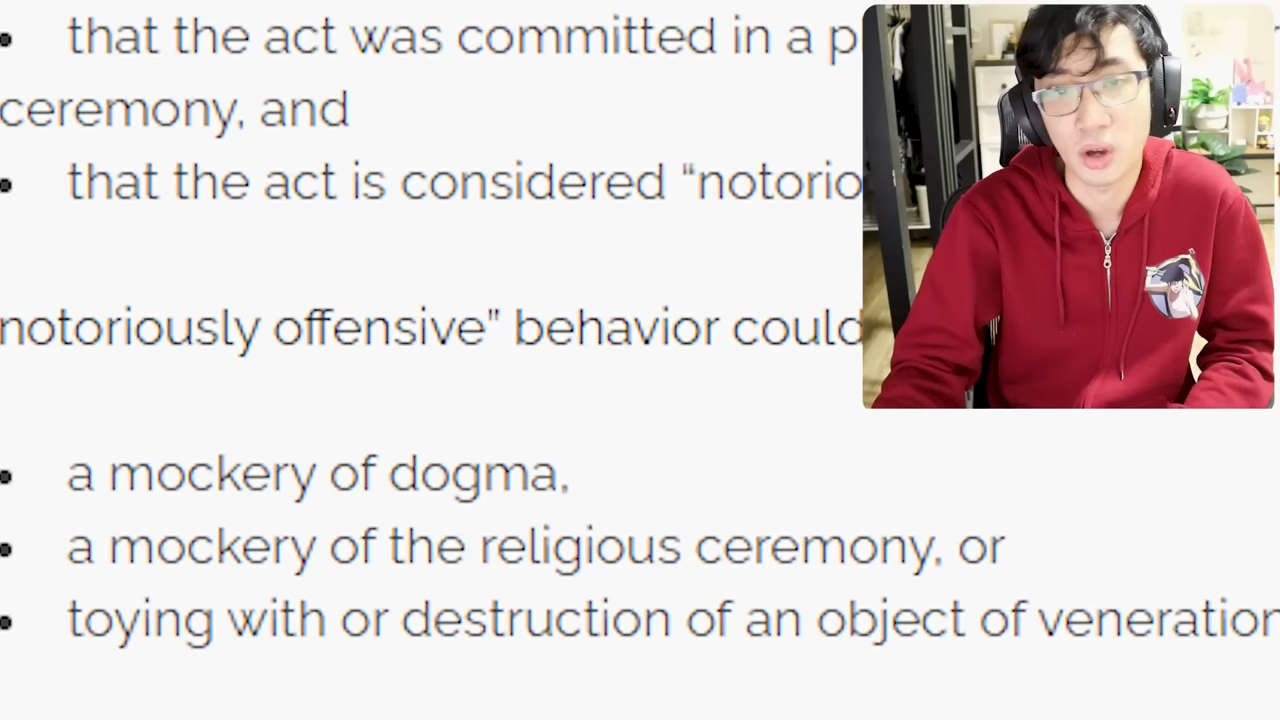 • that the act was committed in a p
ceremony, and
• that the act is considered “notorio
notoriously offensive” behavior could
• a mockery of dogma,
• a mockery of the religious ceremony, or
• toying with or destruction of an object of veneration